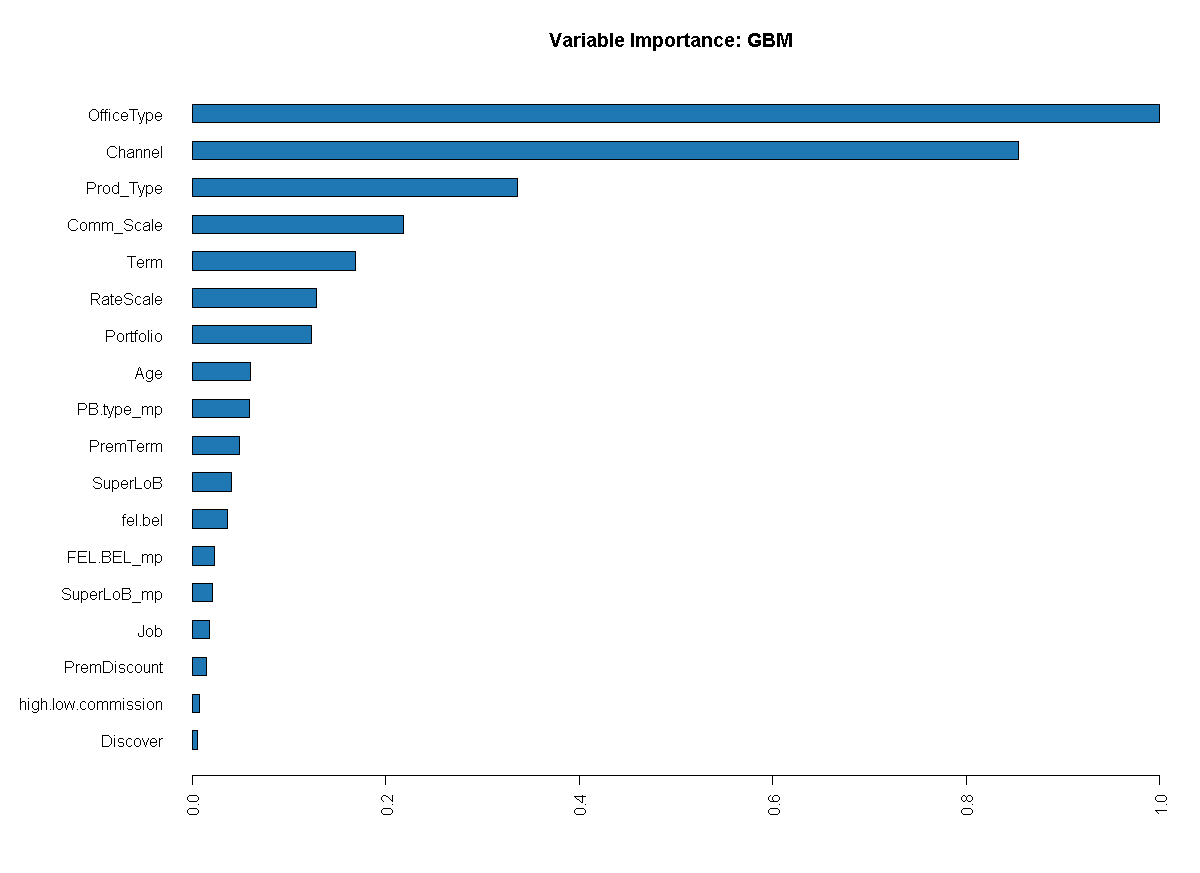 Variable Importance: GBM
OfficeType
Channel
Prod_Type
Comm_Scale
Term
RateScale
Portfolio
Age
PB.type_mp
PremTerm
SuperLoB
fel.bel
FEL.BEL_mp
SuperLoB_mp
Job
PremDiscount
high.low.commission
Discover
0.0
0.2
0.4
0.6
0.8
1.0